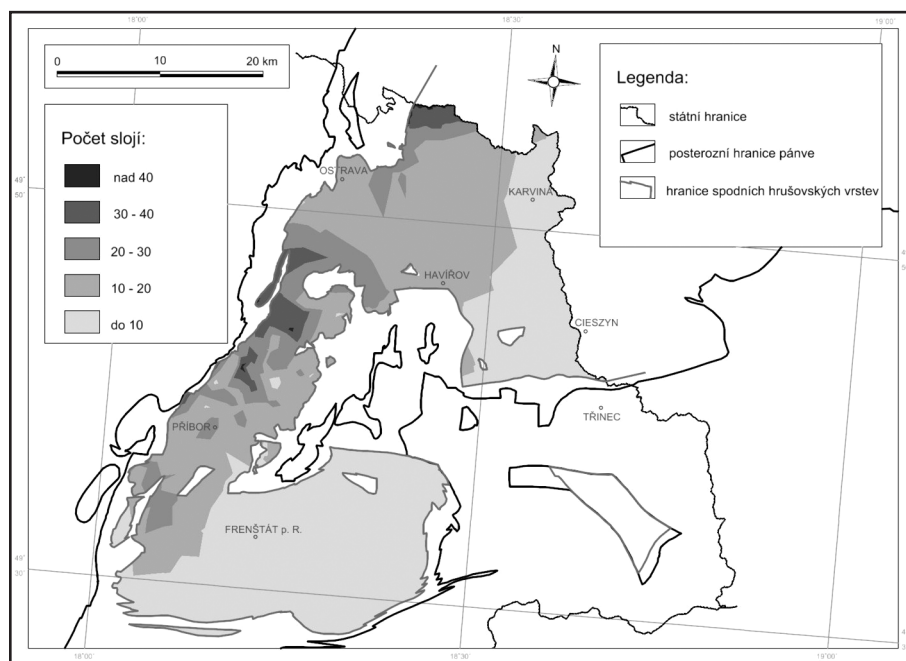 18°00'
18°30'
19°00'
0 10 20 km
N
Legenda:
státní hranice
posterozní hranice pánve
hranice spodních hrušovských vrstev
Počet slojí:
nad 40
30 - 40
20 - 30
10 - 20
do 10
49°
50'
OSTRAVA
KARVINÁ
HAVÍŘOV
CIESZYN
TŘINEC
PŘÍBOR
FRENŠTÁT p. R.
49°
30'
18°00'
18°30'
19°00'